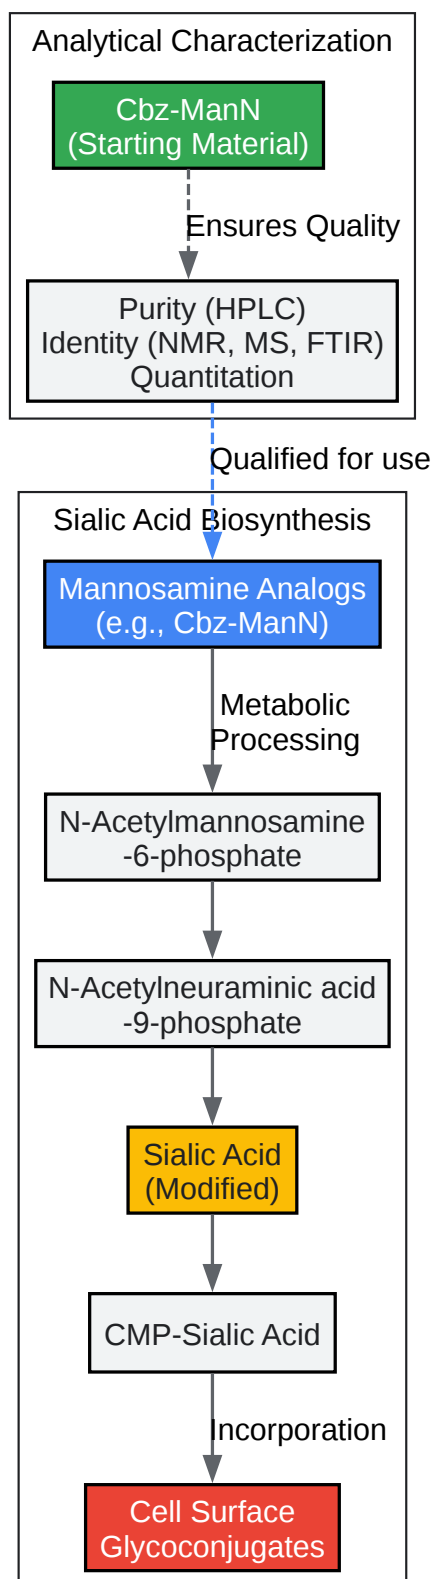 Analytical Characterization
Cbz-ManN
(Starting Material)
Ensures Quality
Purity (HPLC)
Identity (NMR, MS, FTIR)
Quantitation
Qualified for use
Sialic Acid Biosynthesis
Mannosamine Analogs
(e.g., Cbz-ManN)
Metabolic
Processing
N-Acetylmannosamine
-6-phosphate
N-Acetylneuraminic acid
-9-phosphate
Sialic Acid
(Modified)
CMP-Sialic Acid
Incorporation
Cell Surface
Glycoconjugates